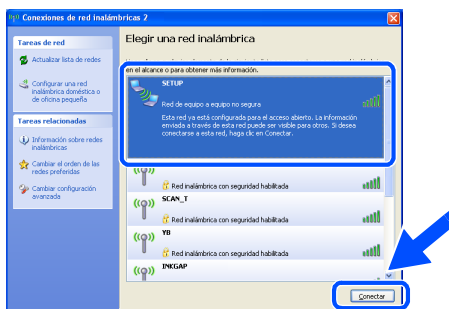 Conexiones de red inalámbricas 2
Tareas de red
Actualizar lista de redes
Configurar una red
inalámbrica doméstica o
de oficina pequeña
Tareas relacionadas
Información sobre redes
inalámbricas
Cambiar el orden de las
redes preferidas
Cambiar configuración
avanzada
Elegir una red inalámbrica
en el alcance o para obtener más información.
SETUP
Red de equipo a equipo no segura
Esta red ya está configurada para el acceso abierto. La información
enviada a través de esta red puede ser visible para otros. Si desea
conectarse a esta red, haga clic en Conectar.
Red inalámbrica con seguridad habilitada
SCAN_T
Red inalámbrica con seguridad habilitada
YB
Red inalámbrica con seguridad habilitada
INKGAP
Conectar